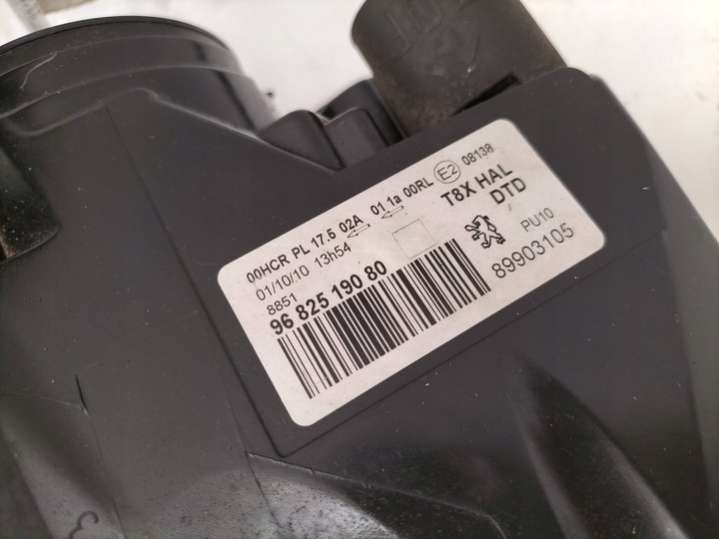 00HCR PL 17.5 02A 01 1a 00RL E2 08138
01/10/10 13h54
8851
T8X HAL
DTD
96 825 190 80
PU10
89903105